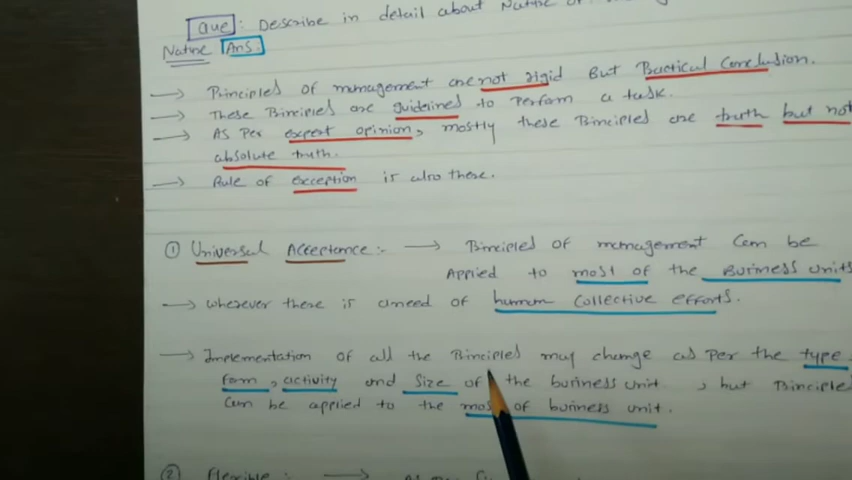 Que: Describe in detail about Nature of
Nature Ans:
→ Principles of management are not rigid But Practical Conclusion.
→ These Principles are guidelines to perform a task.
→ As per expert opinion, mostly these Principles are truth but not
absolute truth.
→ Rule of exception is also there.
① Universal Acceptance:- → Principles of management can be
Applied to most of the Business units
→ wherever there is a need of human collective efforts.
→ Implementation of all the Principles may change as per the type,
form, activity and size of the business unit, but Principles
can be applied to the most of business unit.
② Flexible: →